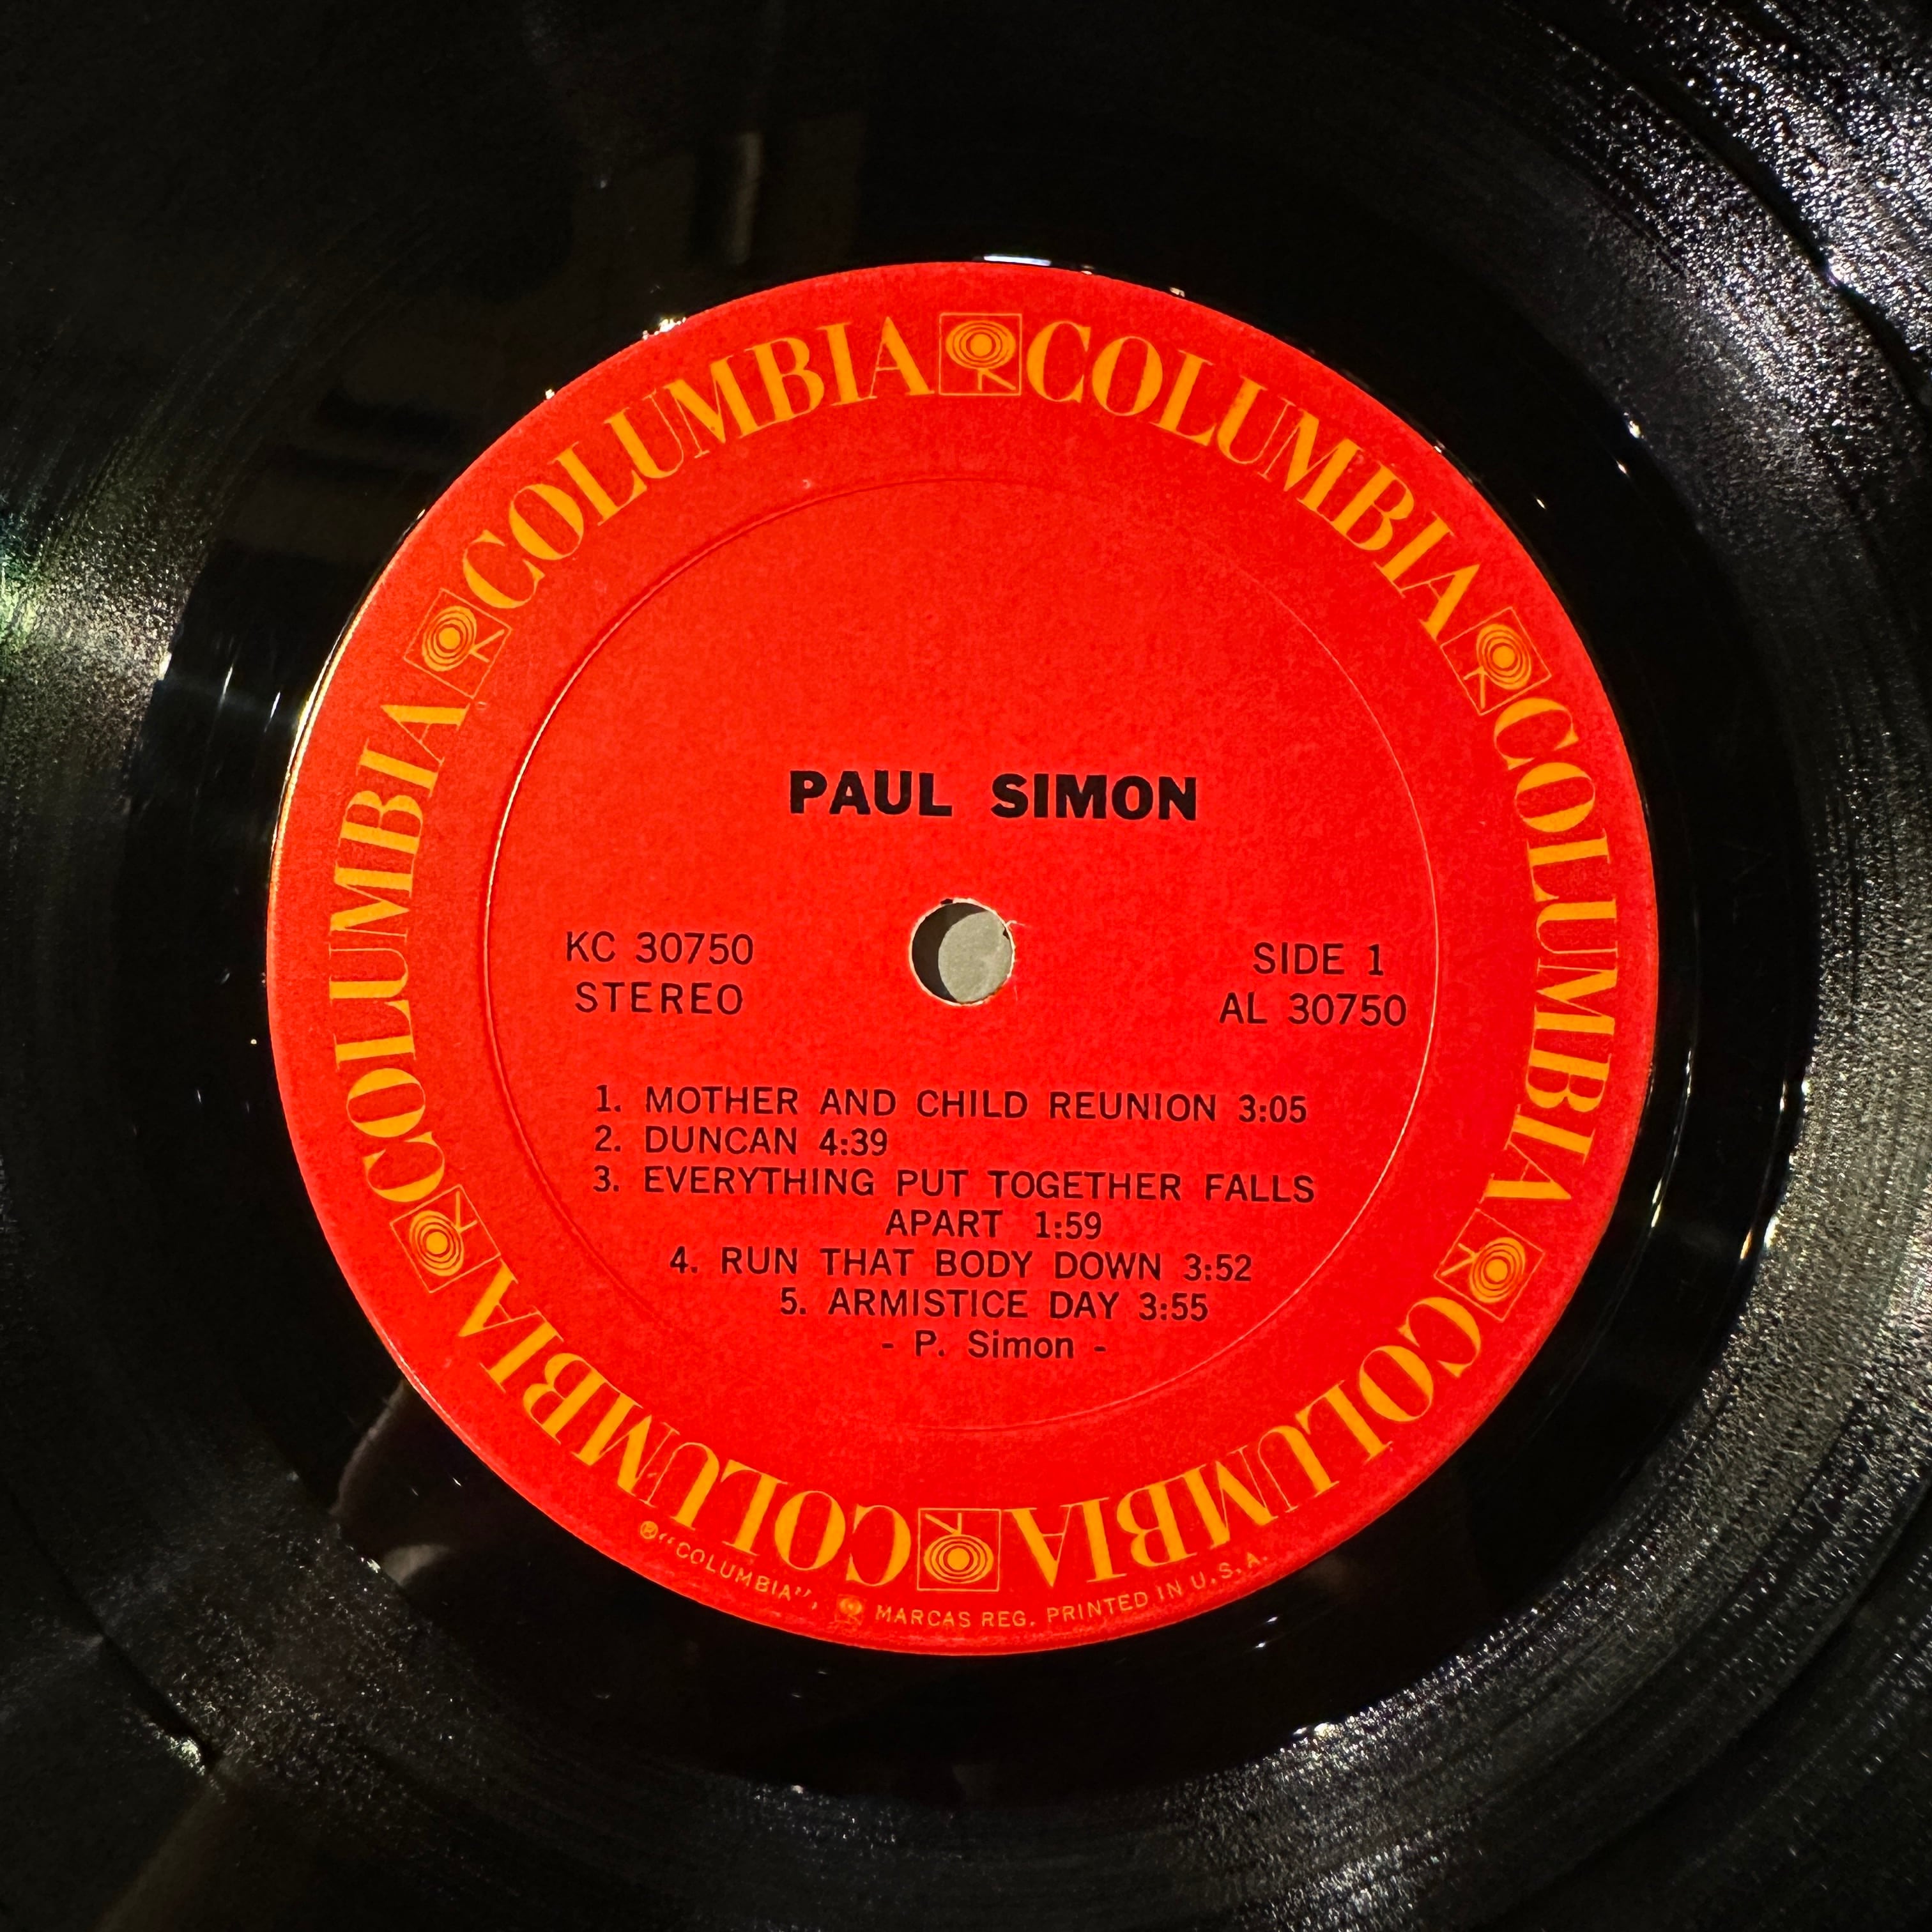 COLUMBIA COLUMBIA COLUMBIA COLUMBIA COLUMBIA COLUMBIA
PAUL SIMON
KC 30750
STEREO
SIDE 1
AL 30750
1. MOTHER AND CHILD REUNION 3:05
2. DUNCAN 4:39
3. EVERYTHING PUT TOGETHER FALLS
APART 1:59
4. RUN THAT BODY DOWN 3:52
5. ARMISTICE DAY 3:55
- P. Simon -
® "COLUMBIA", MARCAS REG. PRINTED IN U.S.A.